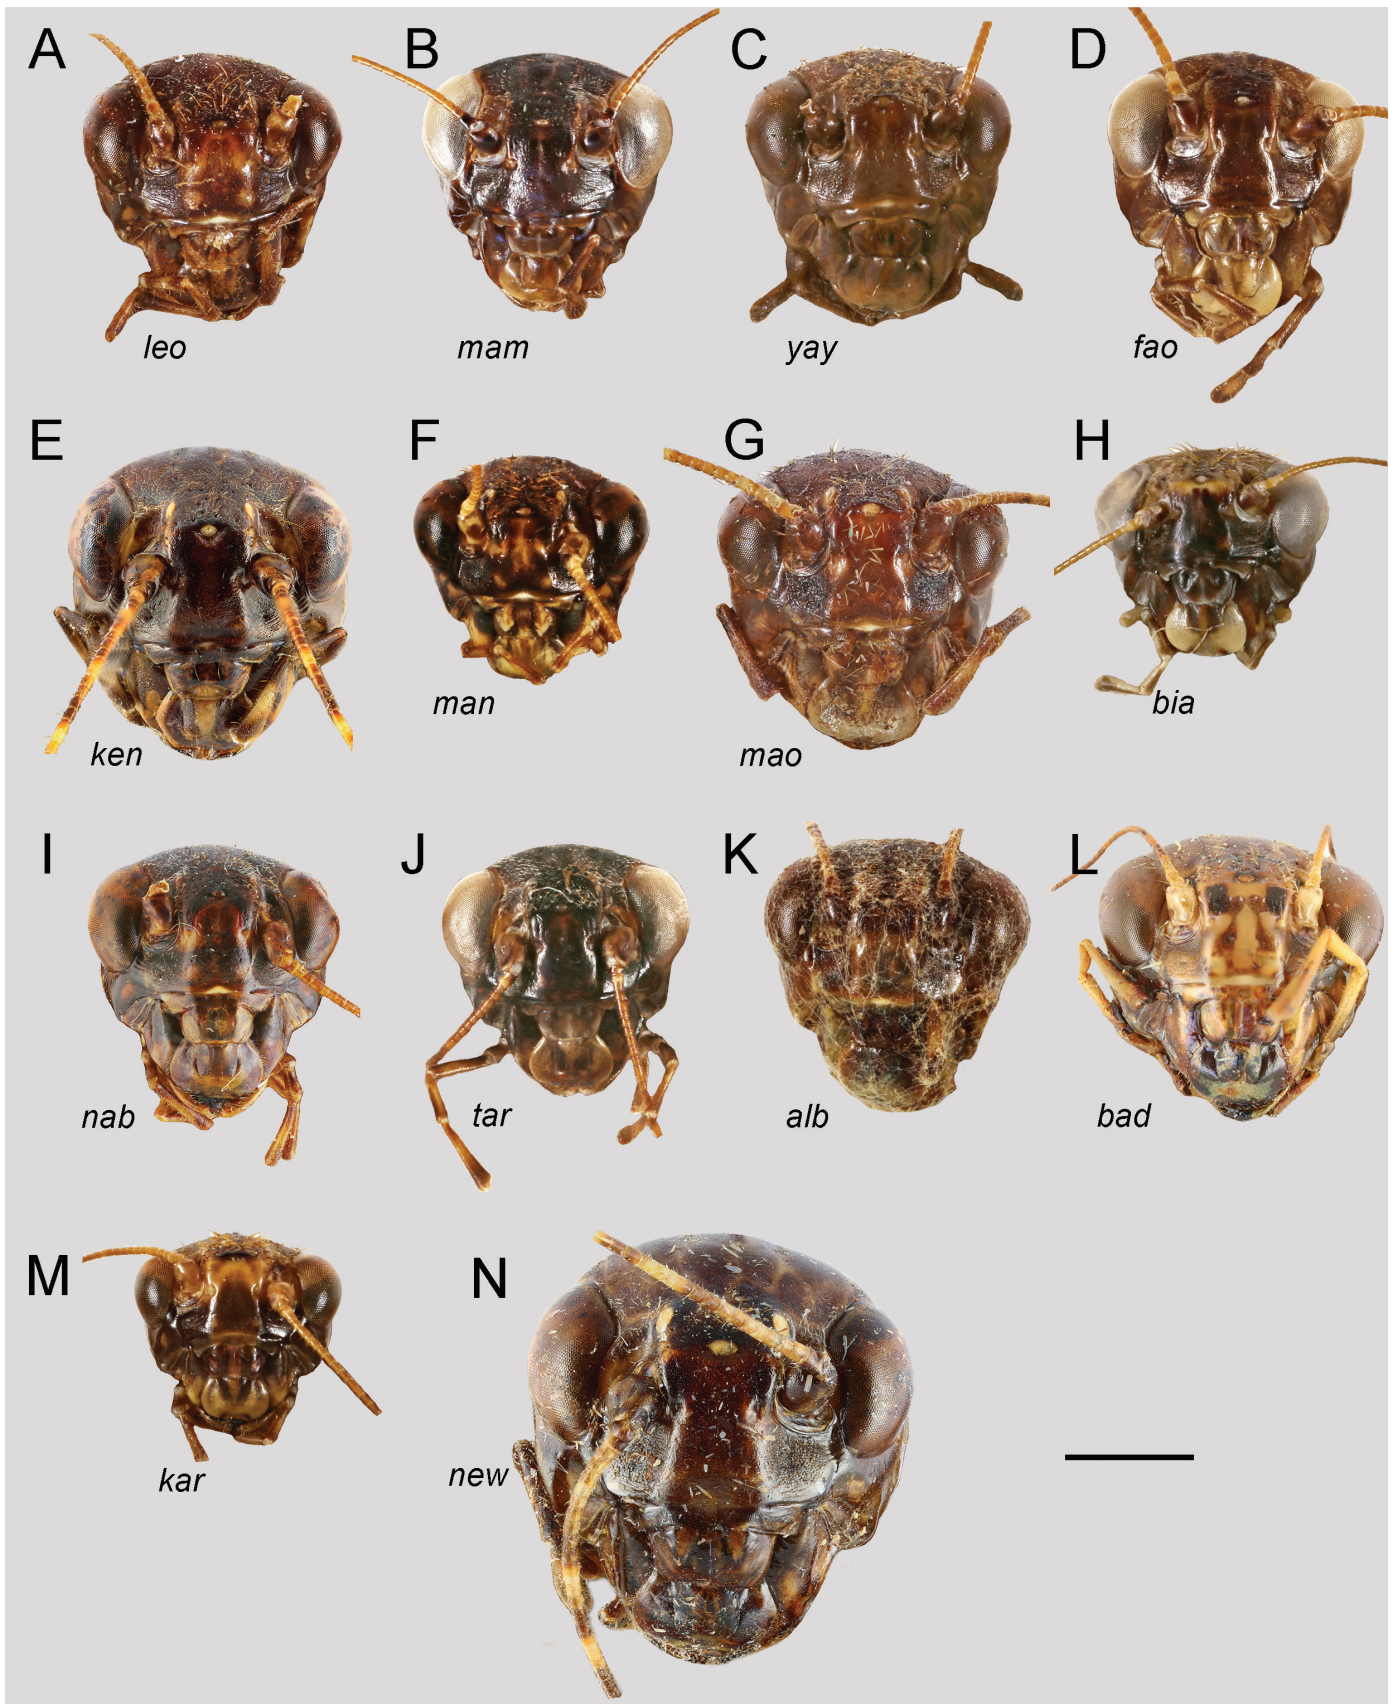 A B C D
leo mam yay fao
E F G H
ken man mao bia
I J K L
nab tar alb bad
M N
kar new